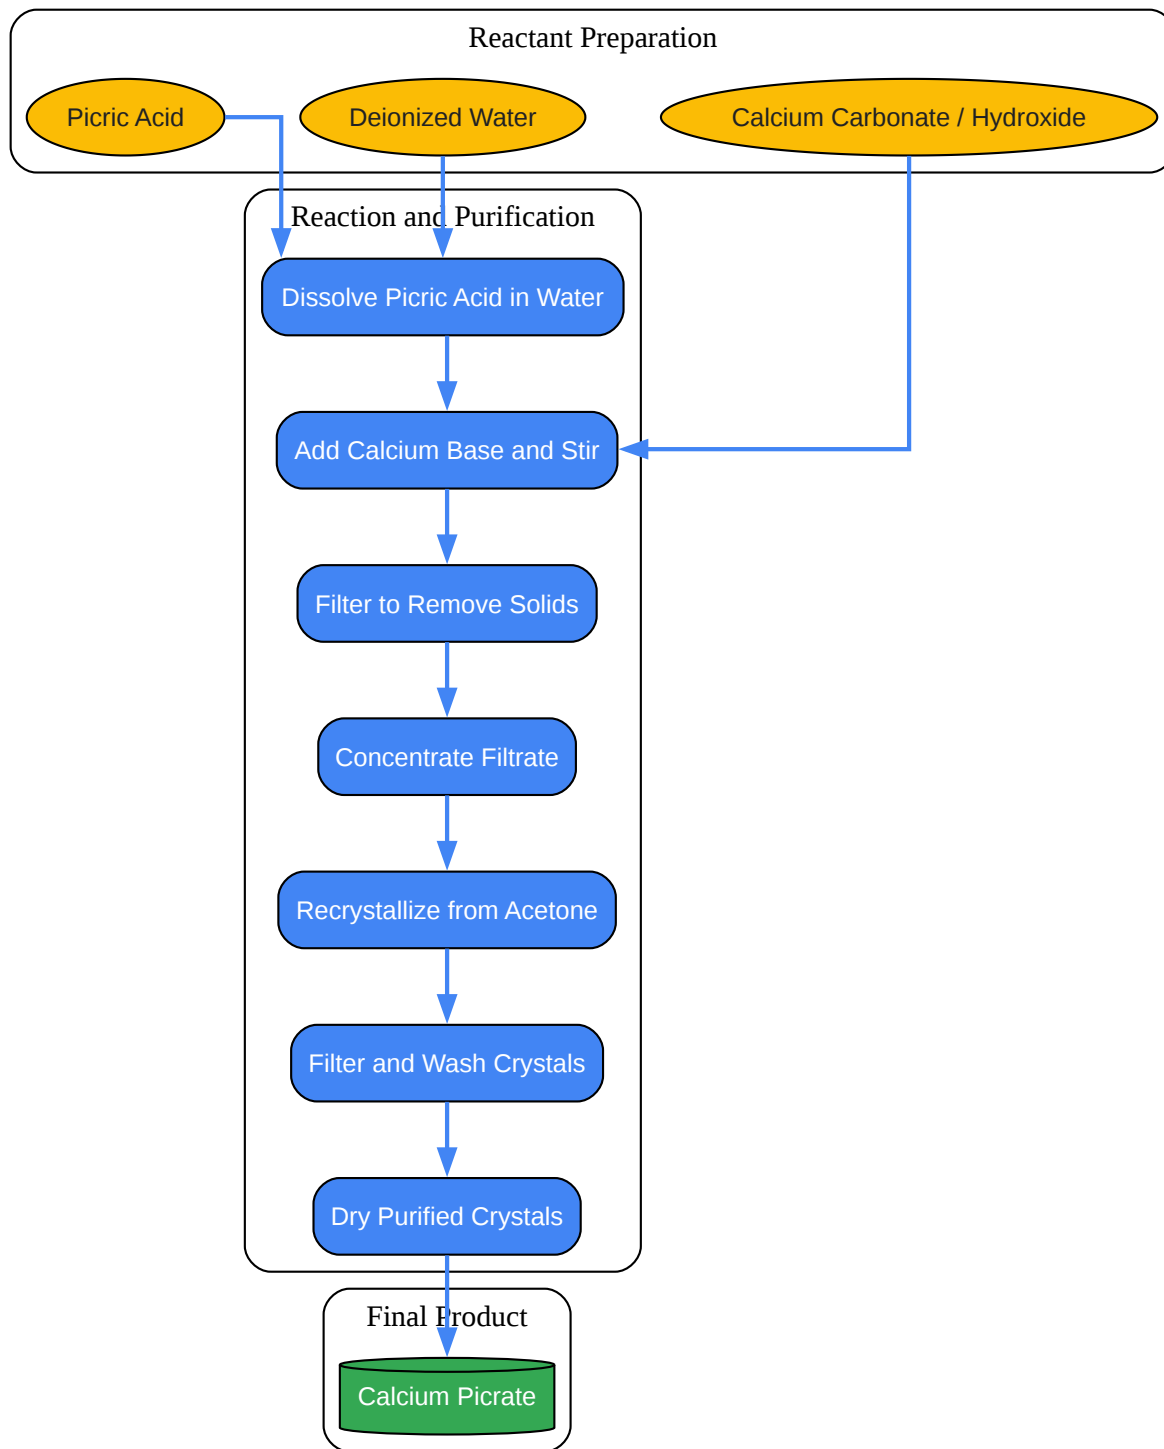 Reactant Preparation
Picric Acid
Deionized Water
Calcium Carbonate / Hydroxide
Reaction and Purification
Dissolve Picric Acid in Water
Add Calcium Base and Stir
Filter to Remove Solids
Concentrate Filtrate
Recrystallize from Acetone
Filter and Wash Crystals
Dry Purified Crystals
Final Product
Calcium Picrate